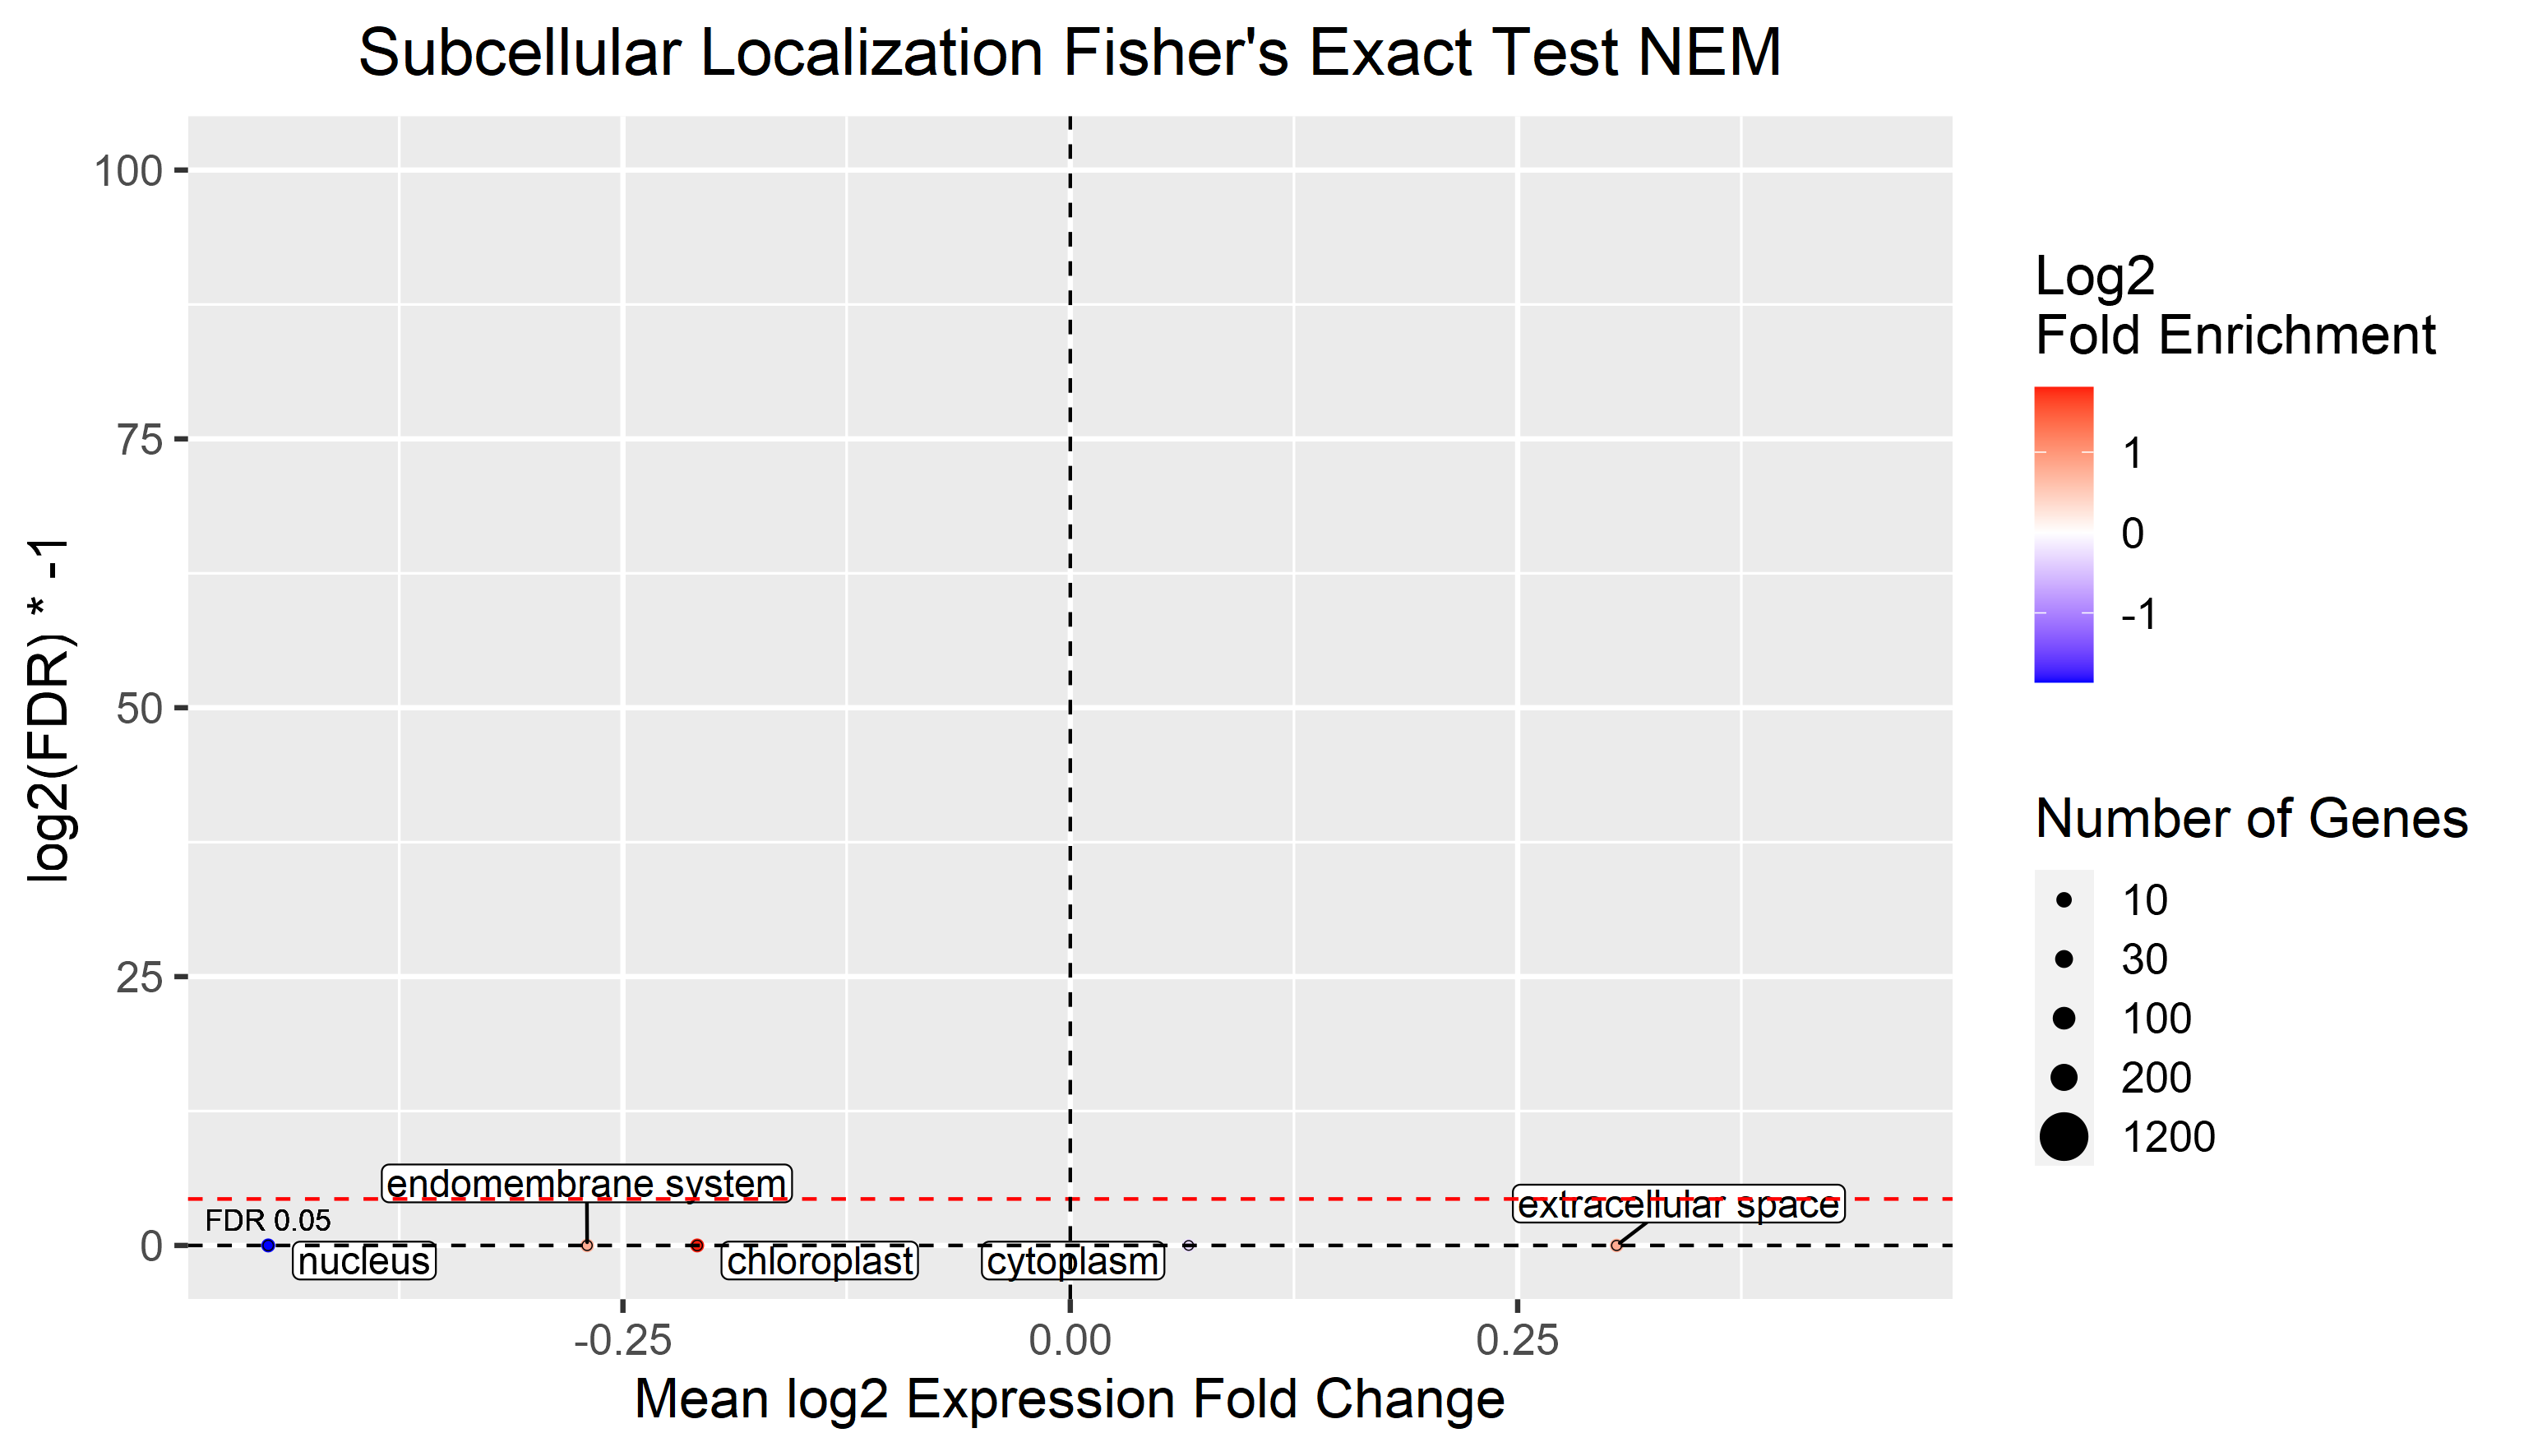 Subcellular Localization Fisher's Exact Test NEM
log2(FDR) * -1
100
75
50
25
0
endomembrane system
extracellular space
FDR 0.05
nucleus
chloroplast
cytoplasm
-0.25
0.00
0.25
Mean log2 Expression Fold Change
Log2
Fold Enrichment
1
0
-1
Number of Genes
10
30
100
200
1200